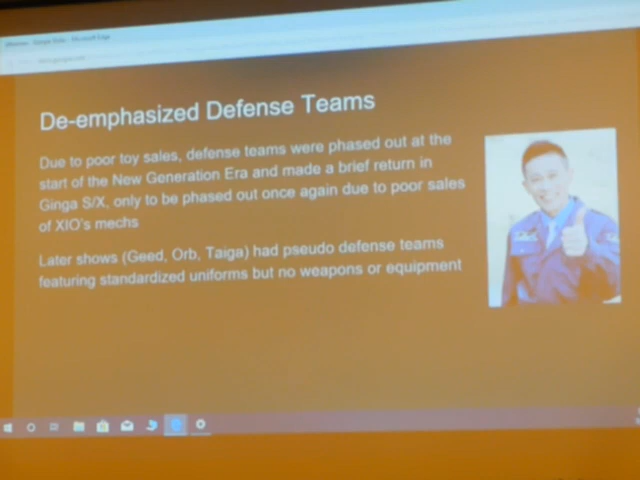 De-emphasized Defense Teams
Due to poor toy sales, defense teams were phased out at the
start of the New Generation Era and made a brief return in
Ginga S/X, only to be phased out once again due to poor sales
of XIO's mechs
Later shows (Geed, Orb, Taiga) had pseudo defense teams
featuring standardized uniforms but no weapons or equipment